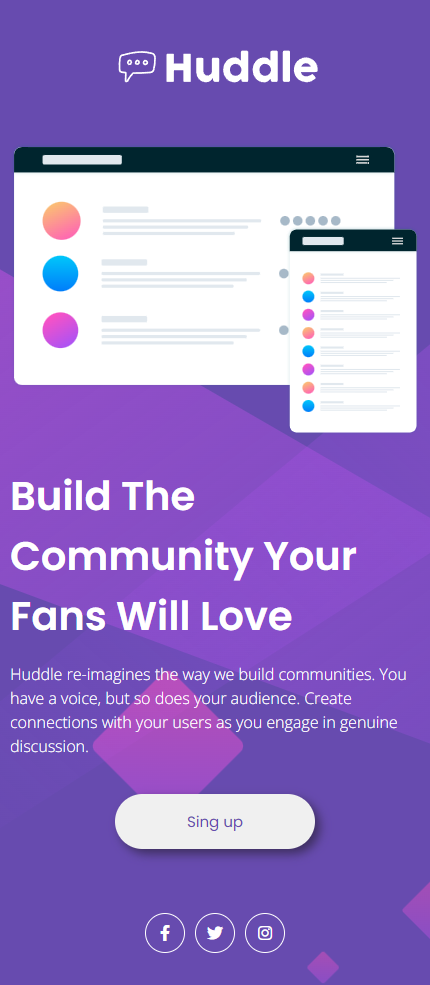 Huddle
Build The
Community Your
Fans Will Love
Huddle re-imagines the way we build communities. You
have a voice, but so does your audience. Create
connections with your users as you engage in genuine
discussion.
Sing up